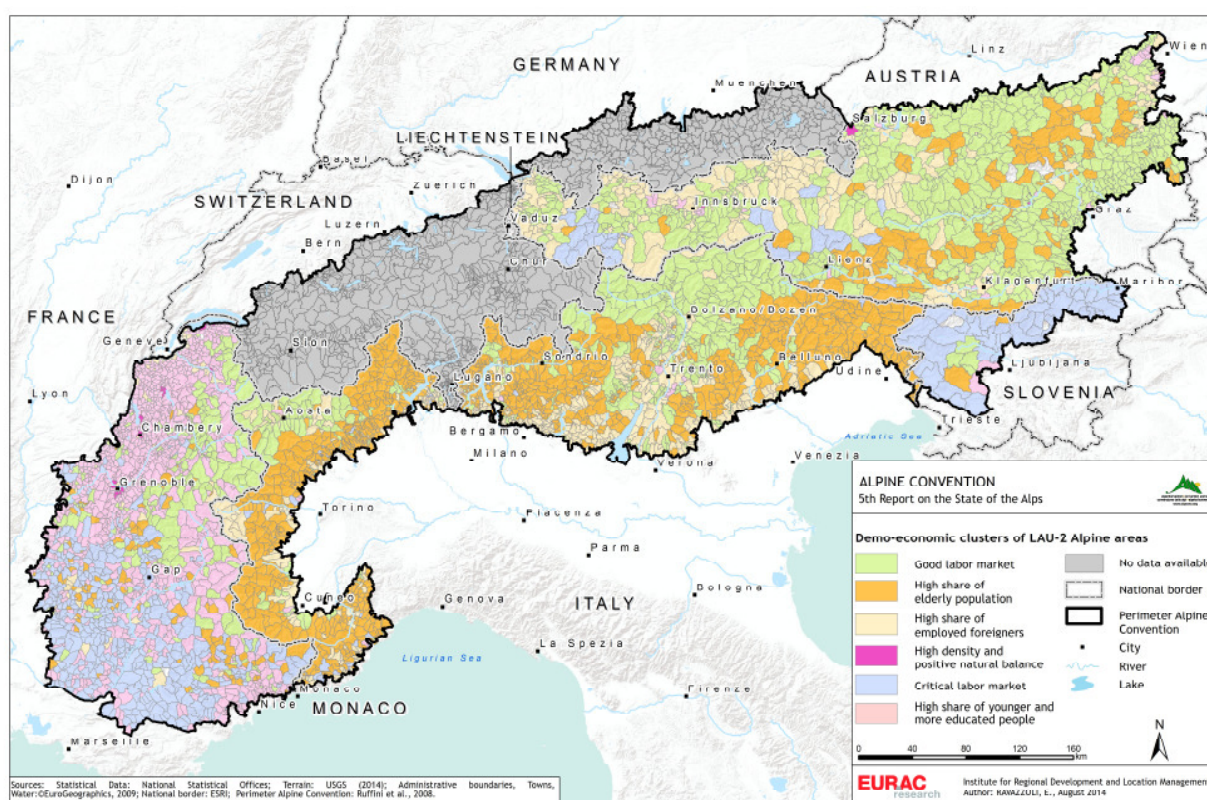 GERMANY
Linz
Wien
Muenchen
AUSTRIA
Salzburg
LIECHTENSTEIN
Basel
Dijon
Zuerich
SWITZERLAND
Luzern
Vaduz
Innsbruck
Bern
Graz
Chur
Lienz
Klagenfurt
Maribor
FRANCE
Bolzano/Bozen
Geneve
Sion
Sondrio
Belluno
Ljubljana
Lugano
Trento
Udine
Lyon
SLOVENIA
Aosta
Chambery
Bergamo
Trieste
Milano
Adriatic Sea
Verona
Venezia
Grenoble
Torino
Piacenza
Parma
Gap
Bologna
Cuneo
Genova
ITALY
La Spezia
Ligurian Sea
Monaco
Firenze
Nice
MONACO
Marseille
ALPINE CONVENTION
5th Report on the State of the Alps
Demo-economic clusters of LAU-2 Alpine areas
Good labor market
High share of
elderly population
High share of
employed foreigners
High density and
positive natural balance
Critical labor market
High share of younger and
more educated people
No data available
National border
Perimeter Alpine
Convention
City
River
Lake
N
0 40 80 120 160
km
EURAC
research
Institute for Regional Development and Location Management
Author: RAVAZZOLI, E., August 2014
Sources: Statistical Data: National Statistical Offices; Terrain: USGS (2014); Administrative boundaries, Towns,
Water:©EuroGeographics, 2009; National border: ESRI; Perimeter Alpine Convention: Ruffini et al., 2008.